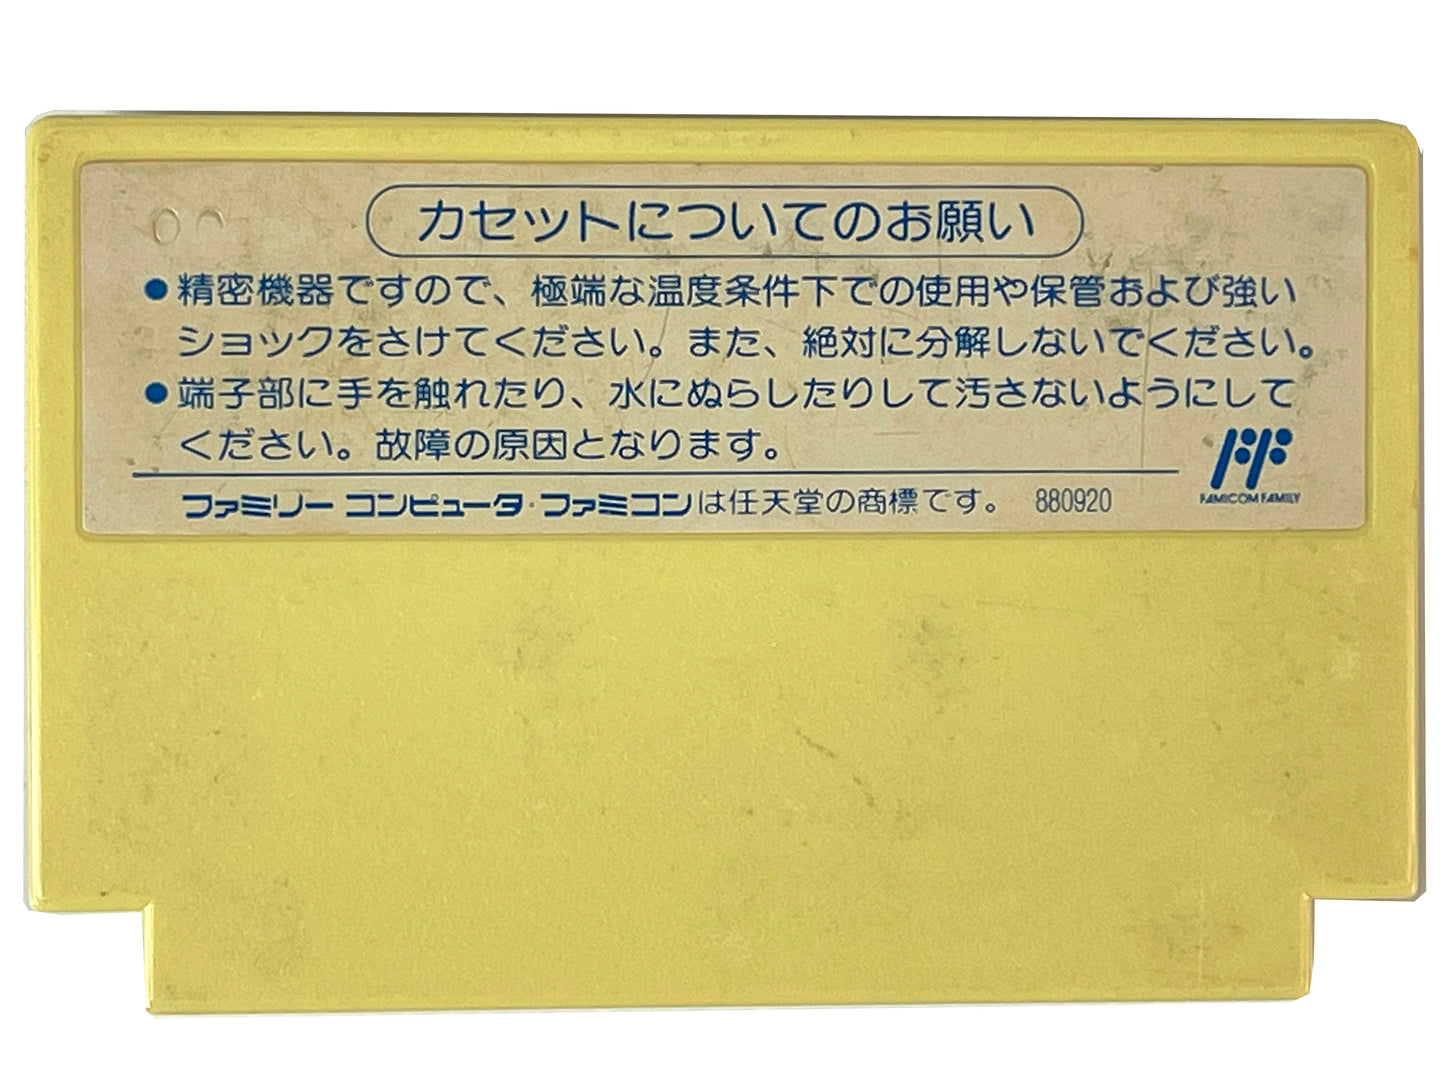 カセットについてのお願い
●精密機器ですので、極端な温度条件下での使用や保管および強い
ショックをさけてください。また、絶対に分解しないでください。
●端子部に手を触れたり、水にぬらしたりして汚さないようにして
ください。故障の原因となります。
FAMICOM FAMILY
ファミリー コンピュータ・ファミコンは任天堂の商標です。 880920